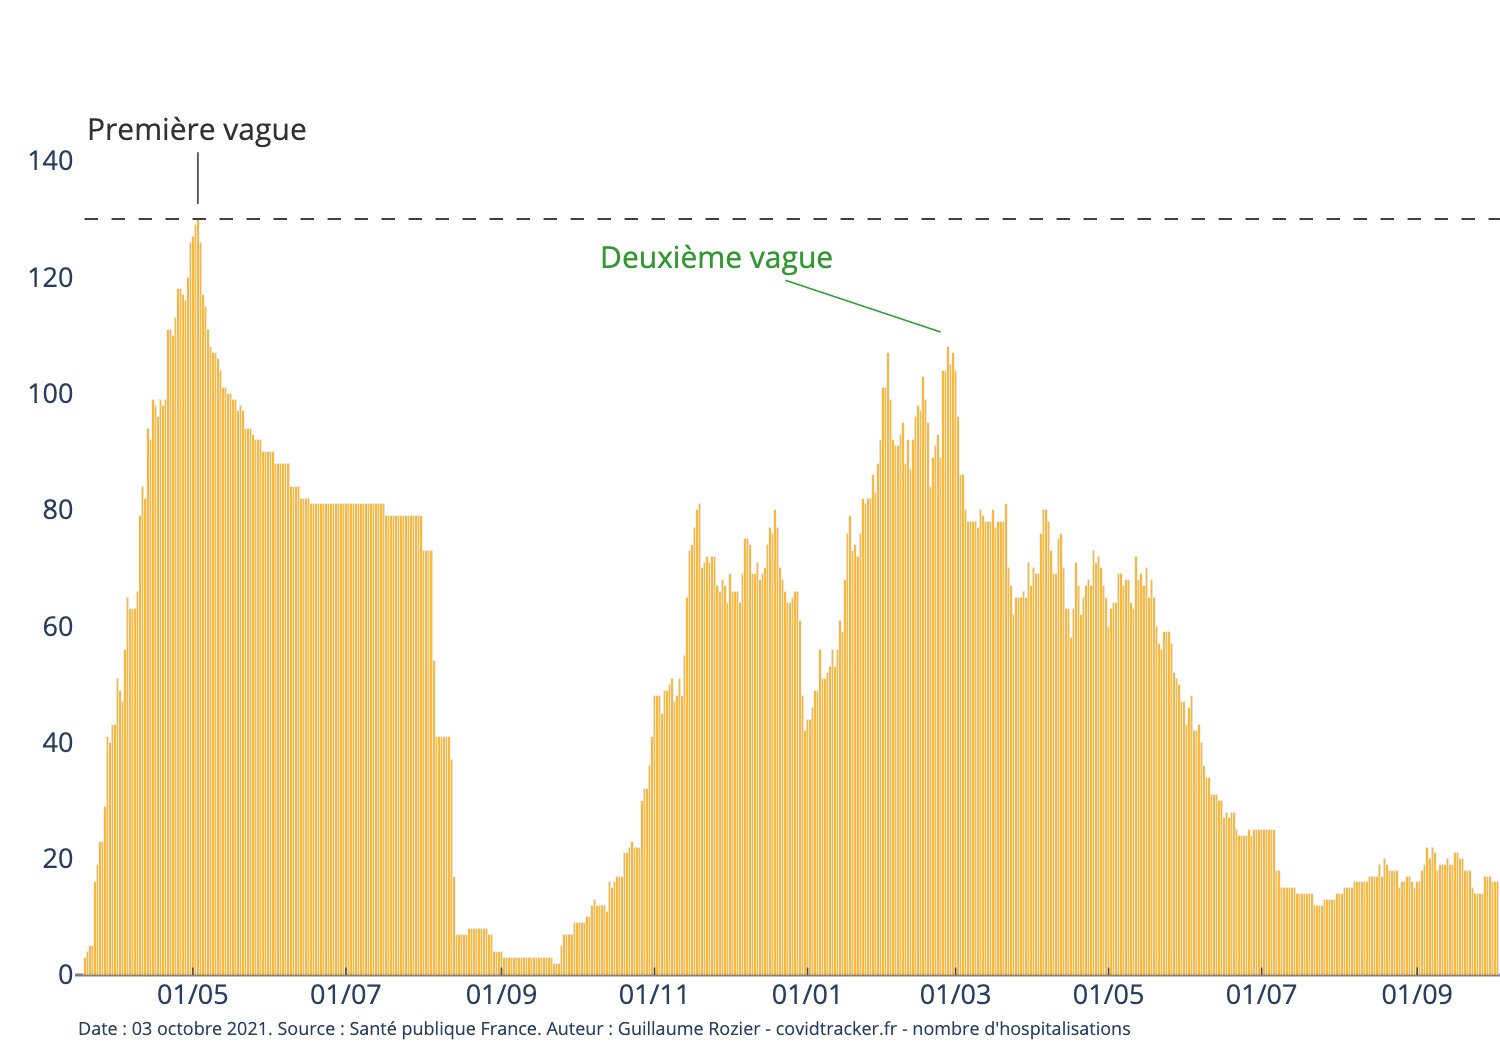 Première vague
140
Deuxième vague
120
100
80
60
40
20
0
01/05 01/07 01/09 01/11 01/01 01/03 01/05 01/07 01/09
Date : 03 octobre 2021. Source : Santé publique France. Auteur : Guillaume Rozier - covidtracker.fr - nombre d'hospitalisations